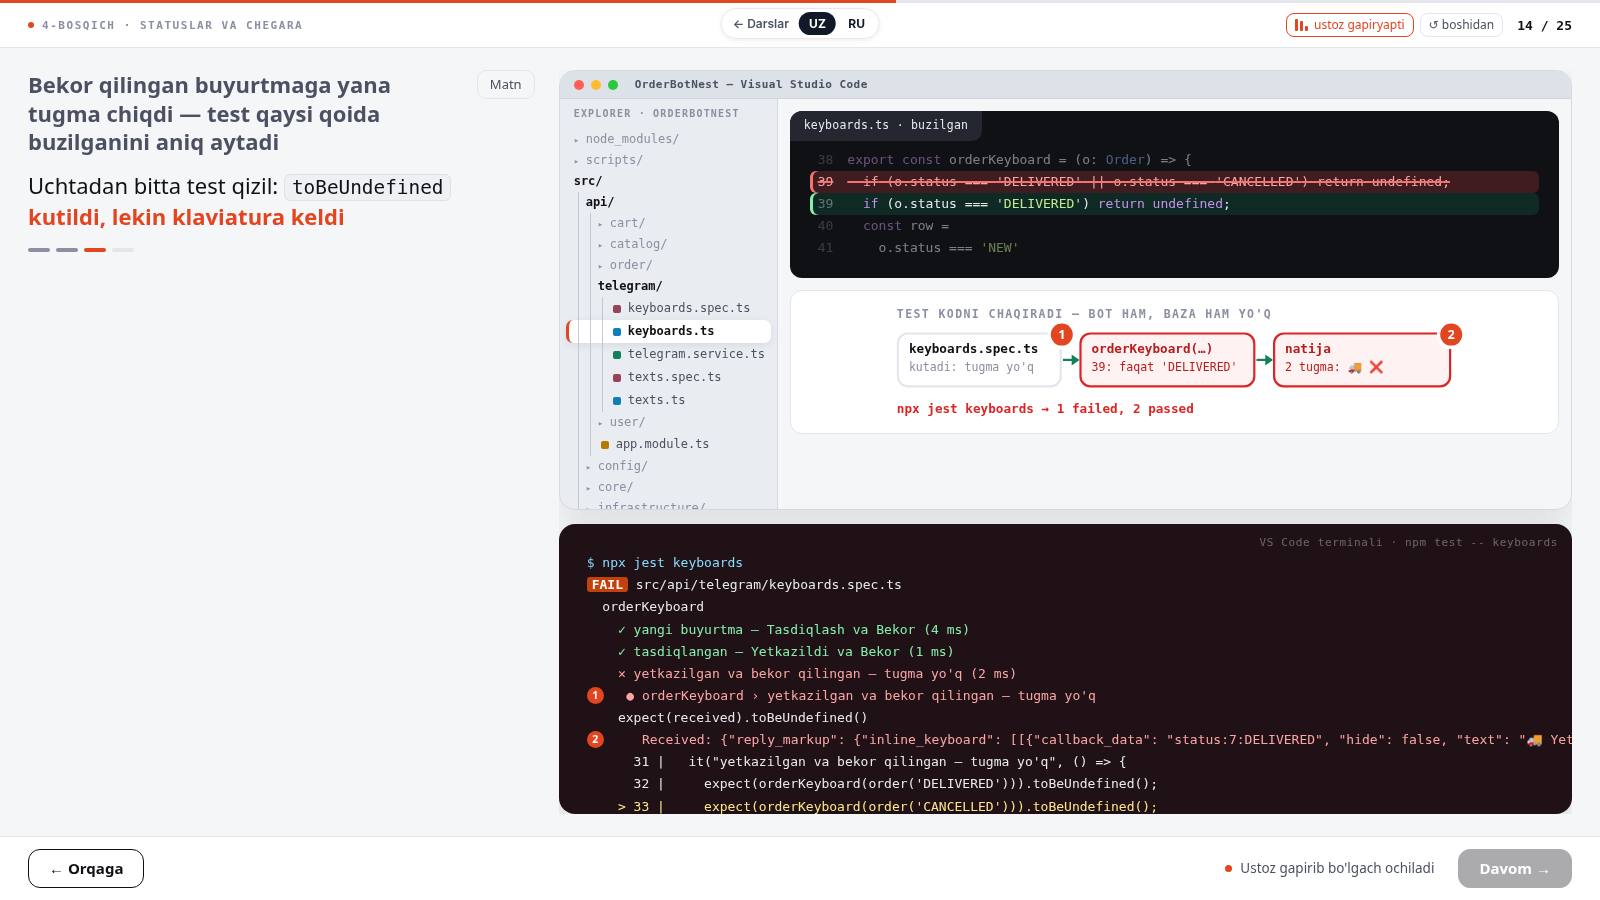 4-BOSQICH · STATUSLAR VA CHEGARA
← Darslar UZ RU
ustoz gapiryapti ↺ boshidan 14 / 25
Bekor qilingan buyurtmaga yana
tugma chiqdi — test qaysi qoida
buzilganini aniq aytadi
Matn
Uchtadan bitta test qizil: toBeUndefined
kutildi, lekin klaviatura keldi
OrderBotNest — Visual Studio Code
EXPLORER · ORDERBOTNEST
▸ node_modules/
▸ scripts/
src/
api/
▸ cart/
▸ catalog/
▸ order/
telegram/
keyboards.spec.ts
keyboards.ts
telegram.service.ts
texts.spec.ts
texts.ts
▸ user/
app.module.ts
▸ config/
▸ core/
▸ infrastructure/
keyboards.ts · buzilgan
38 export const orderKeyboard = (o: Order) => {
39 if (o.status === 'DELIVERED' || o.status === 'CANCELLED') return undefined;
39 if (o.status === 'DELIVERED') return undefined;
40 const row =
41 o.status === 'NEW'
TEST KODNI CHAQIRADI — BOT HAM, BAZA HAM YO'Q
keyboards.spec.ts
kutadi: tugma yo'q
1
orderKeyboard(…)
39: faqat 'DELIVERED'
natija
2 tugma: 🚚 ❌
2
npx jest keyboards → 1 failed, 2 passed
VS Code terminali · npm test -- keyboards
$ npx jest keyboards
FAIL src/api/telegram/keyboards.spec.ts
orderKeyboard
✓ yangi buyurtma — Tasdiqlash va Bekor (4 ms)
✓ tasdiqlangan — Yetkazildi va Bekor (1 ms)
× yetkazilgan va bekor qilingan — tugma yo'q (2 ms)
1 ● orderKeyboard › yetkazilgan va bekor qilingan — tugma yo'q
expect(received).toBeUndefined()
2 Received: {"reply_markup": {"inline_keyboard": [[{"callback_data": "status:7:DELIVERED", "hide": false, "text": "🚚 Yet
31 | it("yetkazilgan va bekor qilingan — tugma yo'q", () => {
32 | expect(orderKeyboard(order('DELIVERED'))).toBeUndefined();
> 33 | expect(orderKeyboard(order('CANCELLED'))).toBeUndefined();
← Orqaga
Ustoz gapirib bo'lgach ochiladi
Davom →